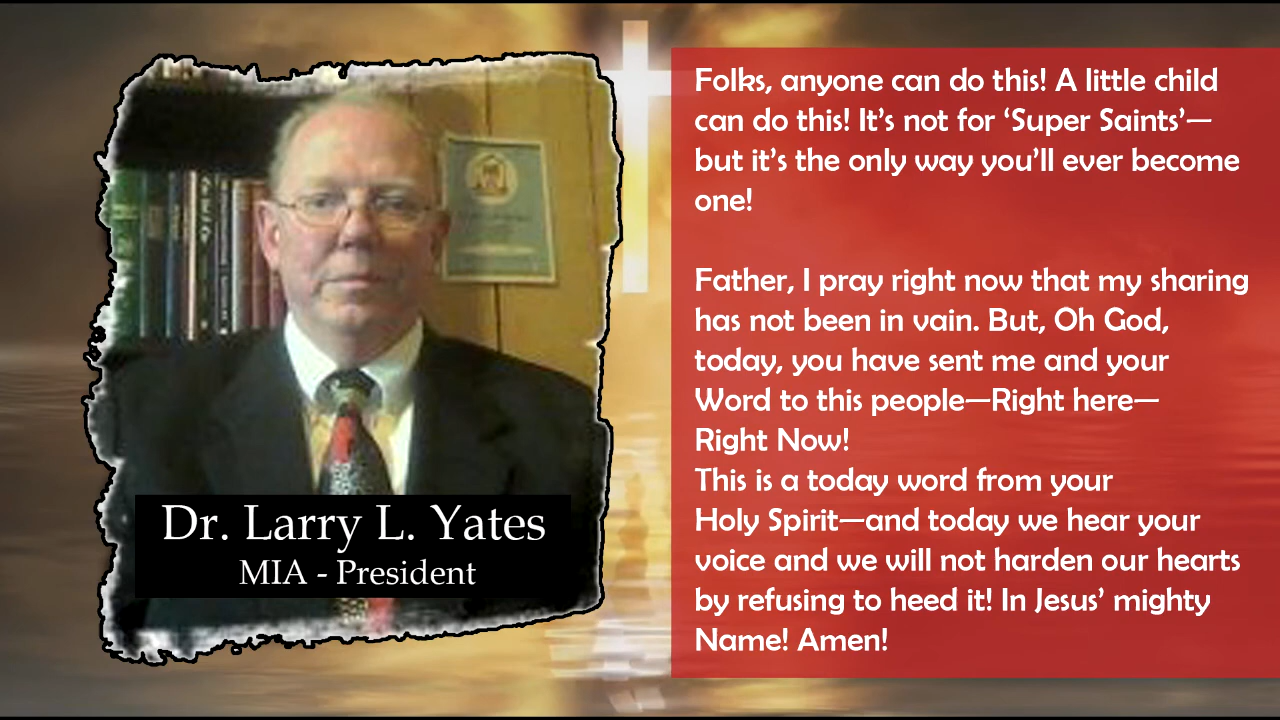 Folks, anyone can do this! A little child
can do this! It's not for ‘Super Saints’—
but it's the only way you'll ever become
one!
Father, I pray right now that my sharing
has not been in vain. But, Oh God,
today, you have sent me and your
Word to this people—Right here—
Right Now!
This is a today word from your
Holy Spirit—and today we hear your
voice and we will not harden our hearts
by refusing to heed it! In Jesus’ mighty
Name! Amen!
Dr. Larry L. Yates
MIA - President